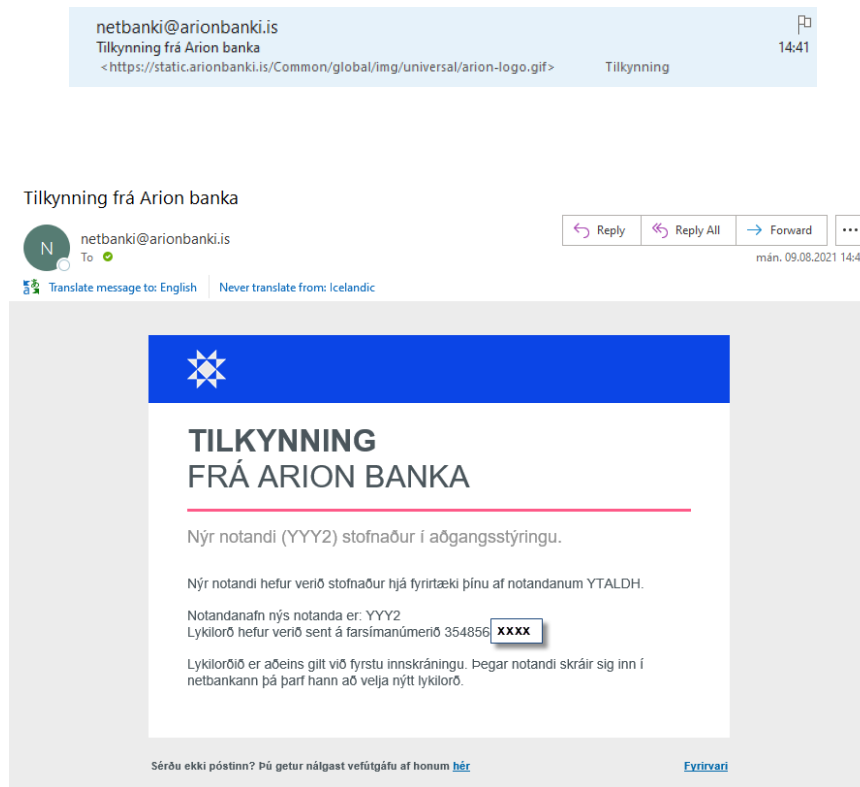 netbanki@arionbanki.is
Tilkynning frá Arion banka
14:41
<https://static.arionbanki.is/Common/global/img/universal/arion-logo.gif> Tilkynning
Tilkynning frá Arion banka
N
netbanki@arionbanki.is
To
Reply
Reply All
Forward
mán. 09.08.2021 14:4
Translate message to: English
Never translate from: Icelandic
TILKYNNING
FRÁ ARION BANKA
Nýr notandi (YYY2) stofnaður í aðgangsstýringu.
Nýr notandi hefur verið stofnaður hjá fyrirtæki þínu af notandanum YTALDH.
Notandanafn nýs notanda er: YYY2
Lykilorð hefur verið sent á farsímanúmerið 354856 xxxx
Lykilorðið er aðeins gilt við fyrstu innskráningu. Þegar notandi skráir sig inn í
netbankann þá þarf hann að velja nýtt lykilorð.
Sérðu ekki póstinn? Þú getur nálgast vefútgáfu af honum hér
Fyrirvari